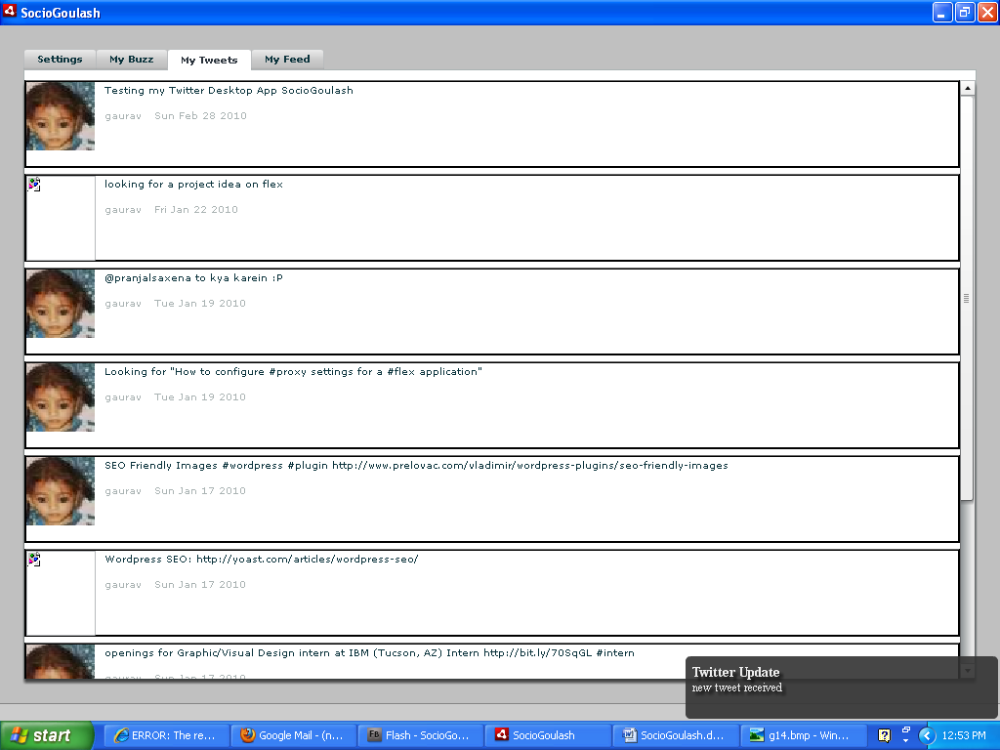 SocioGoulash
Settings My Buzz My Tweets My Feed
Testing my Twitter Desktop App SocioGoulash
gaurav Sun Feb 28 2010
looking for a project idea on flex
gaurav Fri Jan 22 2010
@pranjalsaxena to kya karein :P
gaurav Tue Jan 19 2010
Looking for "How to configure #proxy settings for a #flex application"
gaurav Tue Jan 19 2010
SEO Friendly Images #wordpress #plugin http://www.prelovac.com/vladimir/wordpress-plugins/seo-friendly-images
gaurav Sun Jan 17 2010
Wordpress SEO: http://yoast.com/articles/wordpress-seo/
gaurav Sun Jan 17 2010
openings for Graphic/Visual Design intern at IBM (Tucson, AZ) Intern http://bit.ly/70SqGL #intern
gaurav Sun Jan 17 2010
Twitter Update
new tweet received
start ERROR: The re... Google Mail - (n... FB Flash - SocioGo... SocioGoulash SocioGoulash.d... g14.bmp - Win... 12:53 PM